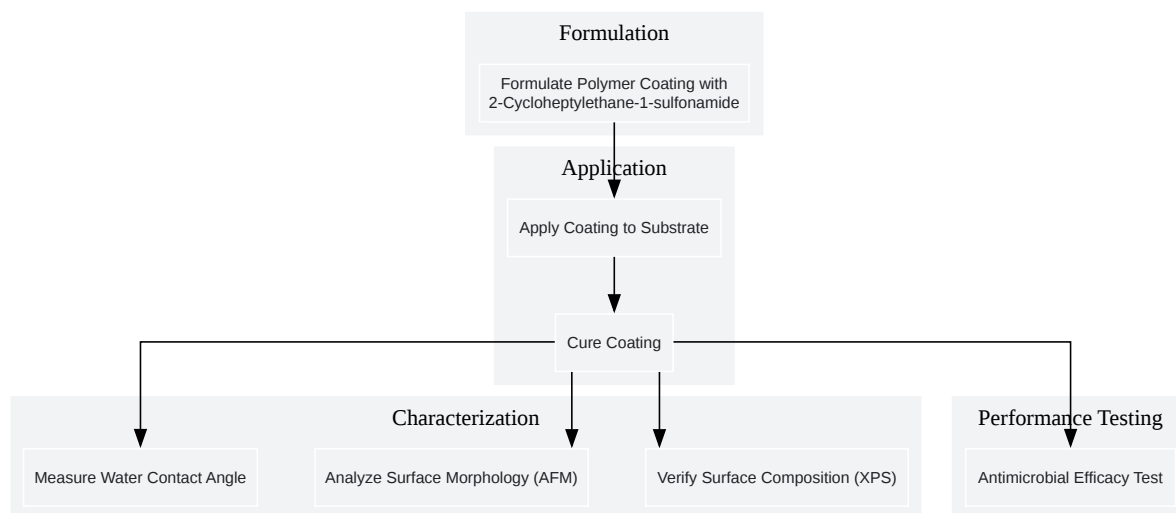 Formulation
Formulate Polymer Coating with
2-Cycloheptylethane-1-sulfonamide
Application
Apply Coating to Substrate
Cure Coating
Characterization
Performance Testing
Measure Water Contact Angle
Analyze Surface Morphology (AFM)
Verify Surface Composition (XPS)
Antimicrobial Efficacy Test